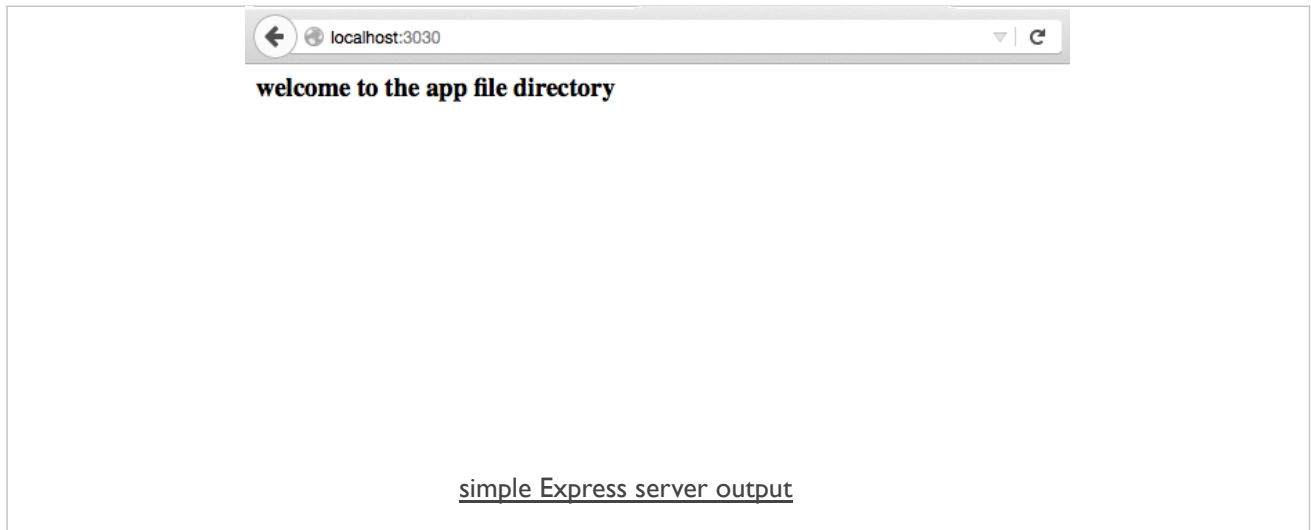 localhost:3030
welcome to the app file directory
simple Express server output